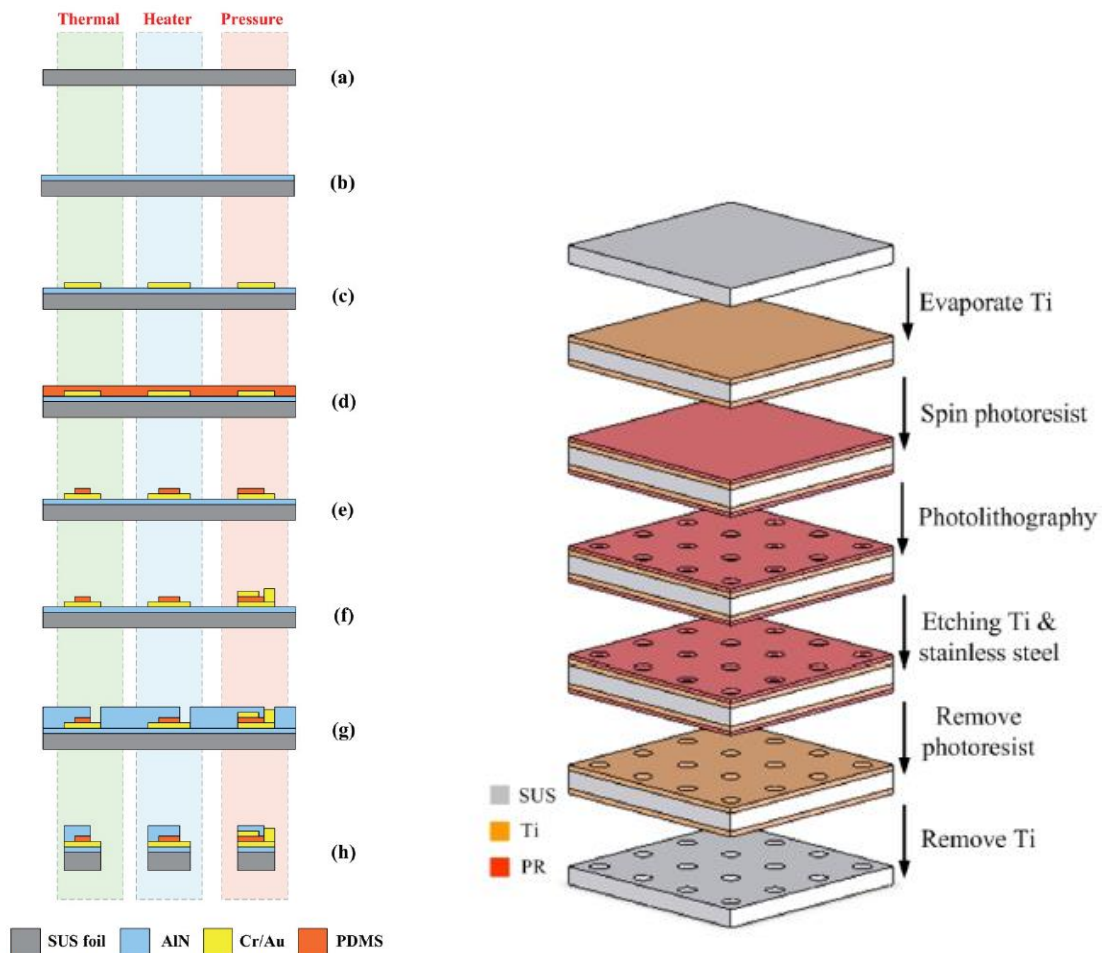 Thermal Heater Pressure
(a)
(b)
(c)
(d)
(e)
(f)
(g)
(h)
SUS foil AlN Cr/Au PDMS
Evaporate Ti
Spin photoresist
Photolithography
Etching Ti &
stainless steel
Remove
photoresist
Remove Ti
SUS
Ti
PR